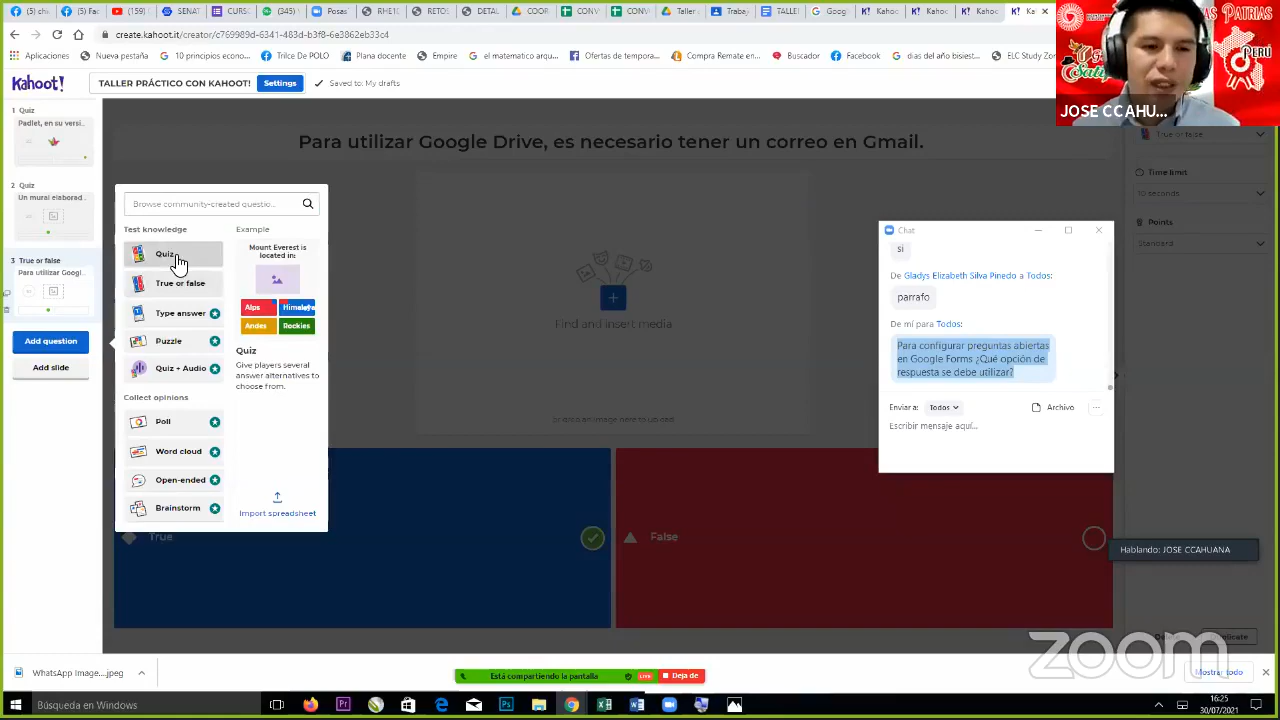 create.kahoot.it/creator/
Aplicaciones
Nueva pestaña
10 principios econo...
Trilce De POLO
Plan docente
Empire
el matematico arqu...
Ofertas de tempora...
Compra Remate en...
Buscador
Facebook
dias del año bisiest...
ELC Study Zon
PERÚ
JOSE CCAHU...
Kahoot!
TALLER PRÁCTICO CON KAHOOT!
Settings
Saved to: My drafts
1 Quiz
Padlet, en su versi..
2 Quiz
Un mural elaborad..
3 True or false
Para utilizar Googl..
Add question
Add slide
Para utilizar Google Drive, es necesario tener un correo en Gmail.
Find and insert media
True
False
Browse community-created questio...
Test knowledge
Quiz
True or false
Type answer
Puzzle
Quiz + Audio
Collect opinions
Poll
Word cloud
Open-ended
Brainstorm
Example
Mount Everest is
located in:
Alps
Andes
Rockies
Quiz
Give players several
answer alternatives to
choose from.
Import spreadsheet
Chat
si
De Gladys Elizabeth Silva Pinedo a Todos:
parrafo
De mí para Todos:
Para configurar preguntas abiertas
en Google Forms ¿Qué opción de
respuesta se debe utilizar?
Enviar a: Todos
Archivo
Escribir mensaje aquí...
True or false
Time limit
10 seconds
Points
Standard
Hablando: JOSE CCAHUANA
zoom
WhatsApp Image....jpeg
Está compartiendo la pantalla
LIVE
Deja de
Mostrar todo
Búsqueda en Windows
16:25
30/07/2021